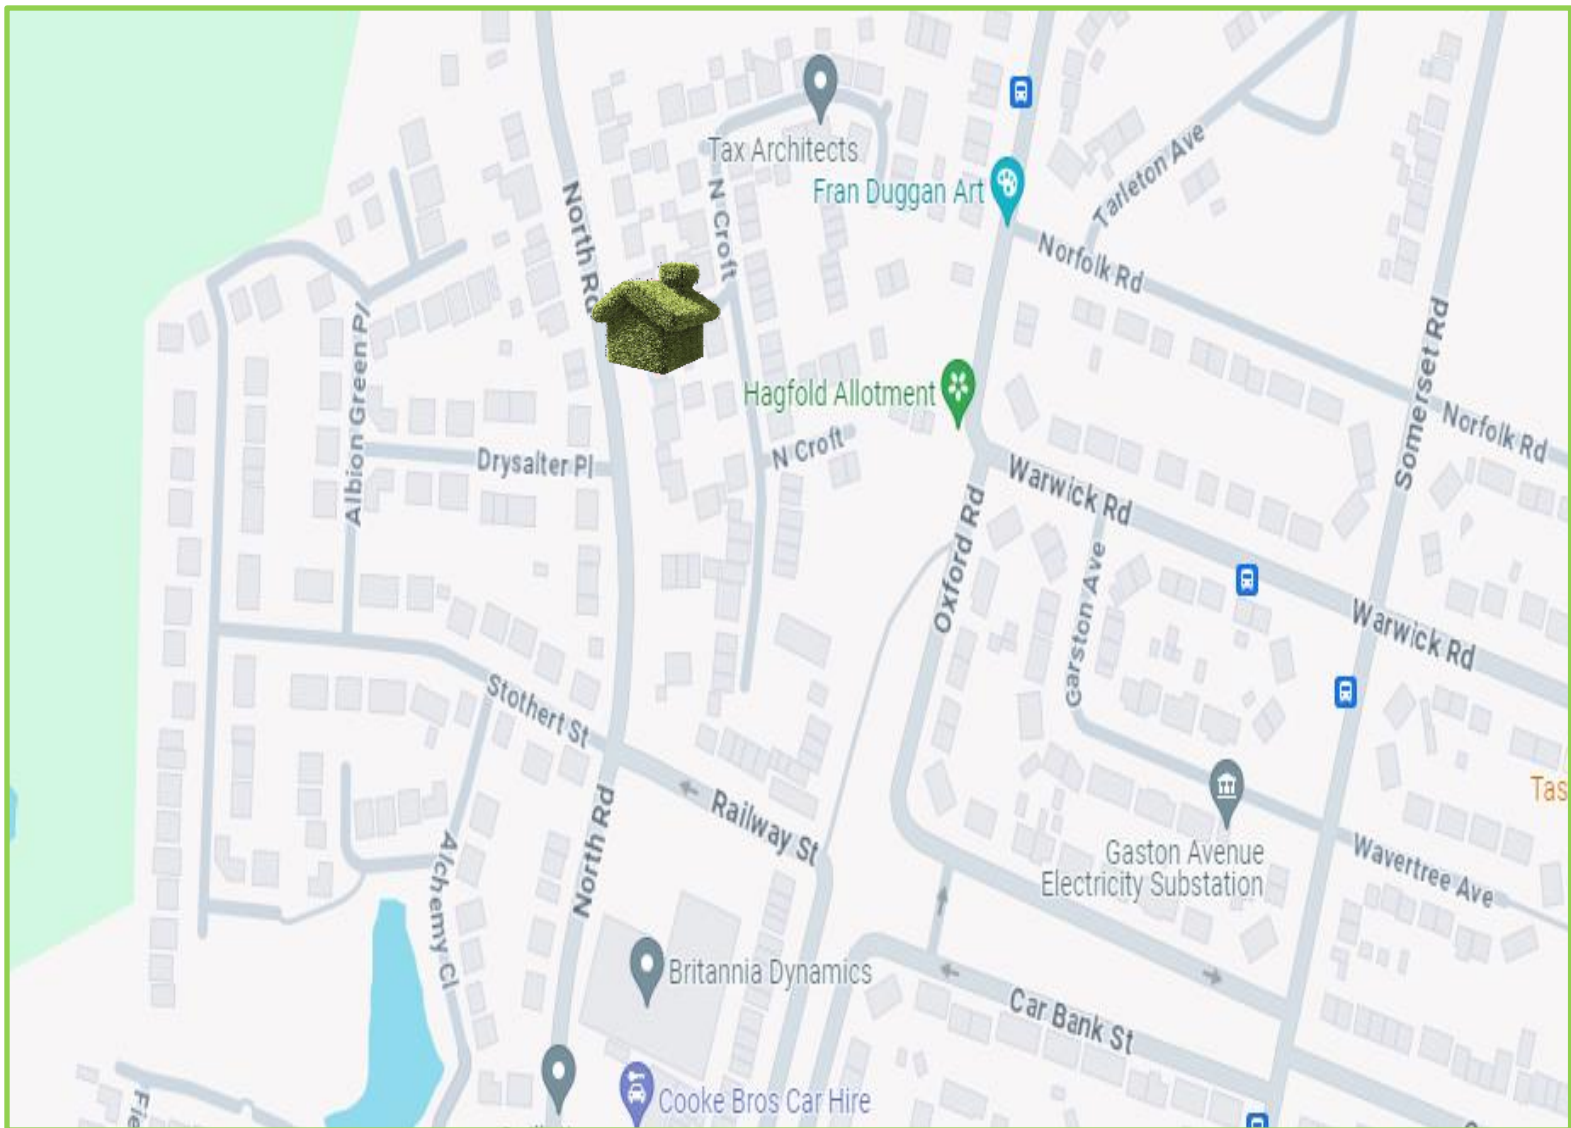 Tax Architects
Fran Duggan Art
Tarleton Ave
N Croft
North Rd
Norfolk Rd
Albion Green Pl
Somerset Rd
Hagfold Allotment
Norfolk Rd
Drysalter Pl
N Croft
Warwick Rd
Oxford Rd
Garston Ave
Warwick Rd
Stothert St
Railway St
North Rd
Tas
Gaston Avenue
Electricity Substation
Wavertree Ave
Alchemy Cl
Britannia Dynamics
Car Bank St
Cooke Bros Car Hire
Fie